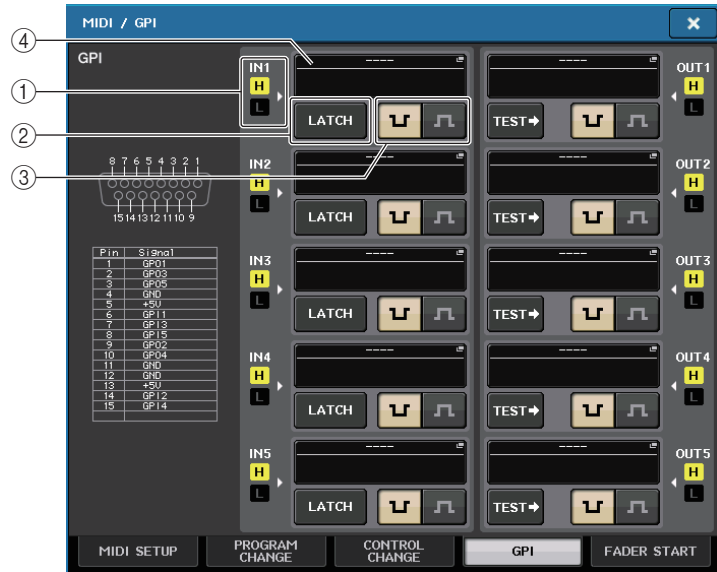 MIDI / GPI
×
GPI
④
①
②
③
IN1
H
L
----
LATCH
----
TEST
OUT1
H
L
IN2
H
L
----
LATCH
----
TEST
OUT2
H
L
IN3
H
L
----
LATCH
----
TEST
OUT3
H
L
IN4
H
L
----
LATCH
----
TEST
OUT4
H
L
IN5
H
L
----
LATCH
----
TEST
OUT5
H
L
8 7 6 5 4 3 2 1
15 14 13 12 11 10 9
Pin Signal
1 GPO1
2 GPO3
3 GPO5
4 GND
5 +5V
6 GPI1
7 GPI3
8 GPI5
9 GPO2
10 GPO4
11 GND
12 GND
13 +5V
14 GPI2
15 GPI4
MIDI SETUP
PROGRAM
CHANGE
CONTROL
CHANGE
GPI
FADER START